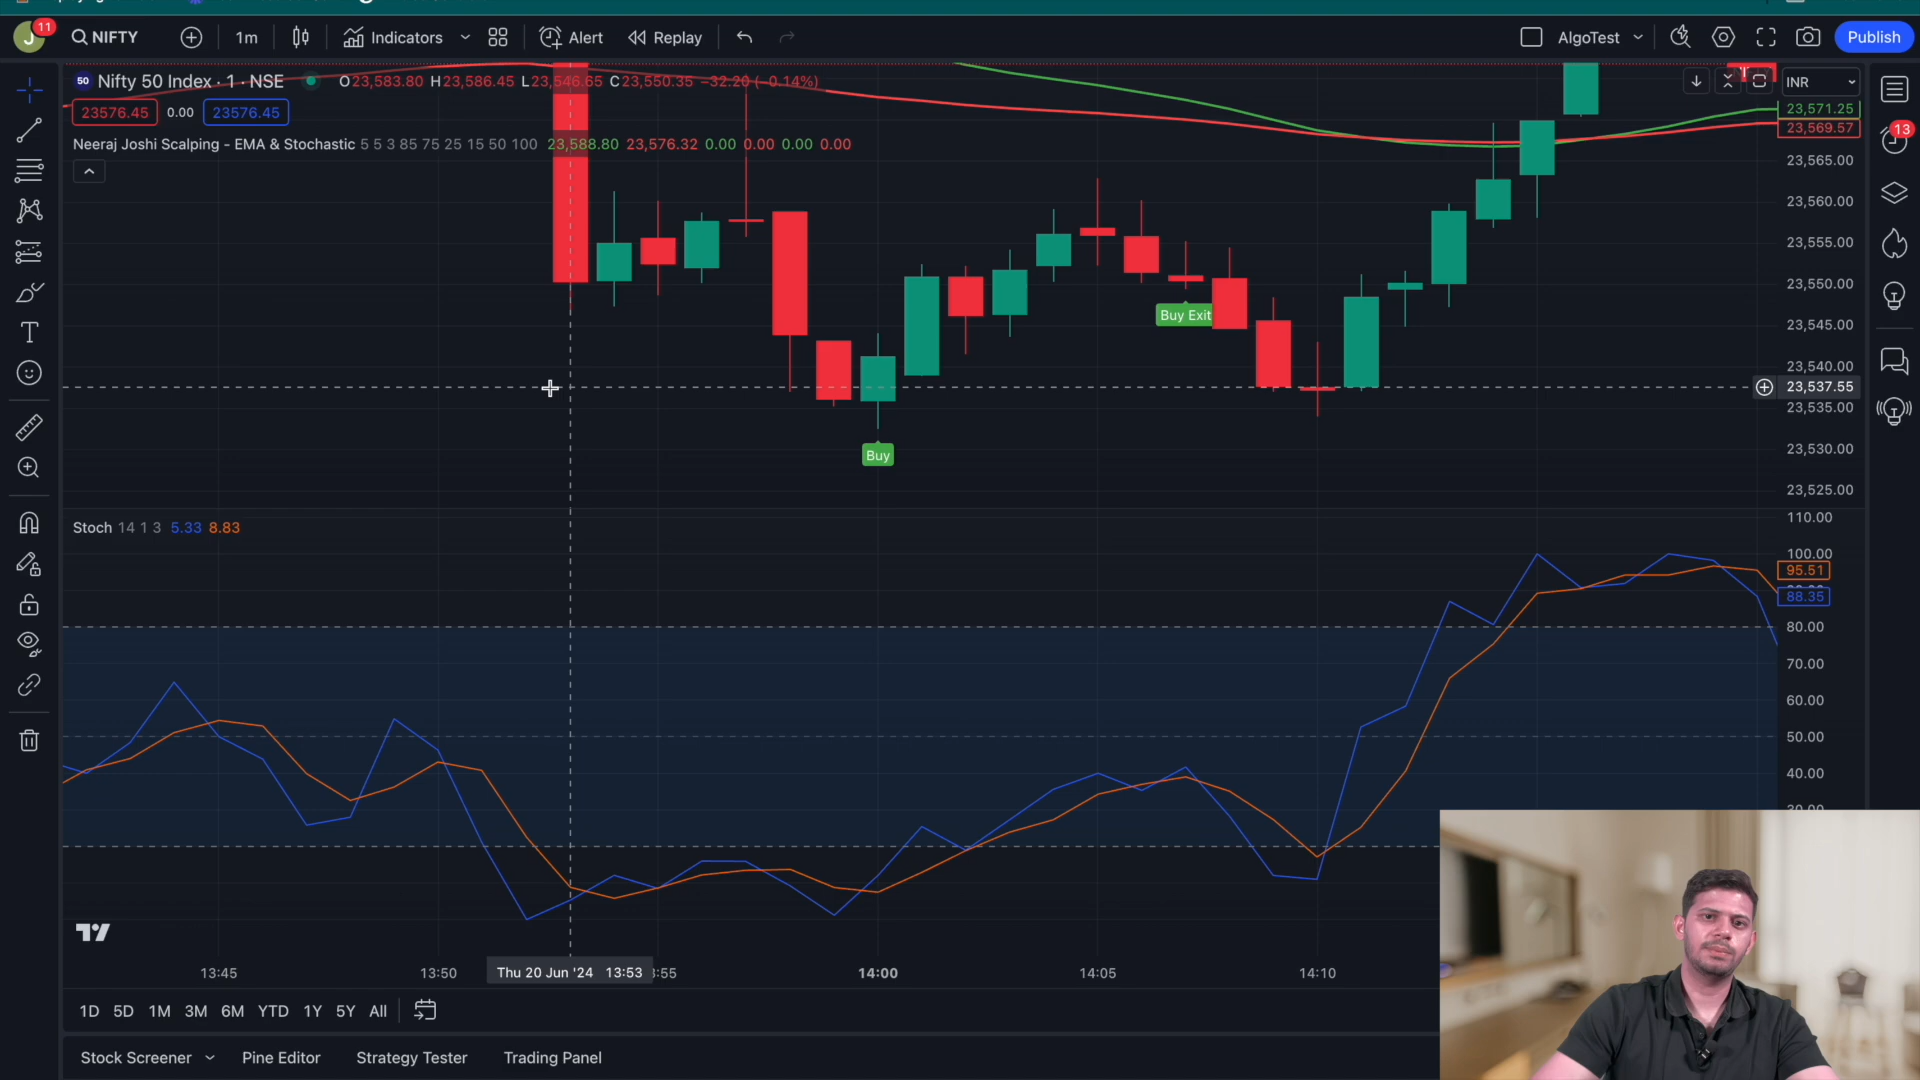 J 11 NIFTY 1m Indicators Alert Replay AlgoTest Publish
50 Nifty 50 Index · 1 · NSE O23,583.80 H23,586.45 L23,546.65 C23,550.35 −32.20 (−0.14%)
INR
23576.45 0.00 23576.45
Neeraj Joshi Scalping - EMA & Stochastic 5 5 3 85 75 25 15 50 100 23,588.80 23,576.32 0.00 0.00 0.00 0.00
23,571.25
23,569.57
13
23,565.00
23,560.00
23,555.00
23,550.00
23,545.00
23,540.00
23,537.55
23,535.00
23,530.00
23,525.00
Buy Exit
Buy
Stoch 14 1 3 5.33 8.83
110.00
100.00
95.51
88.35
80.00
70.00
60.00
50.00
40.00
30.00
13:45 13:50 Thu 20 Jun '24 13:53 :55 14:00 14:05 14:10
1D 5D 1M 3M 6M YTD 1Y 5Y All
Stock Screener Pine Editor Strategy Tester Trading Panel